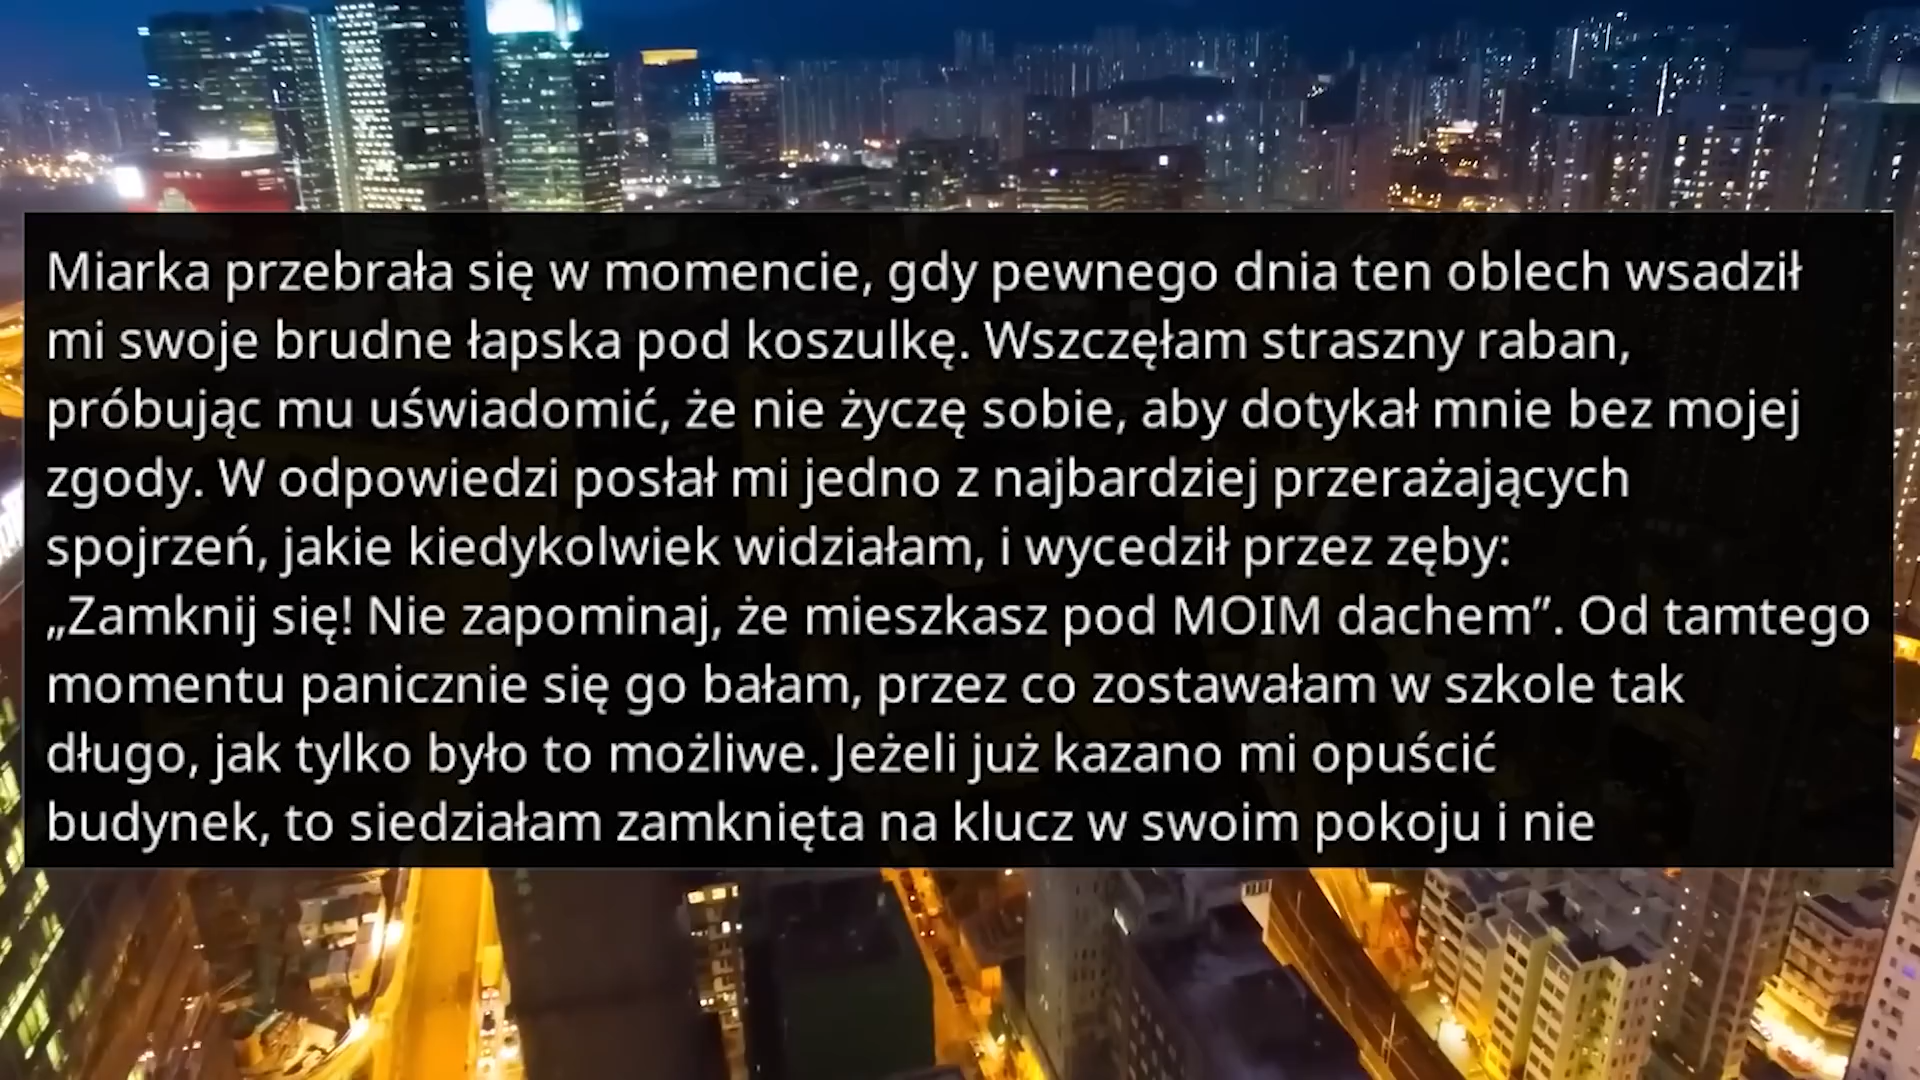 Miarka przebrała się w momencie, gdy pewnego dnia ten oblech wsadził
mi swoje brudne łapska pod koszulkę. Wszczęłam straszny raban,
próbując mu uświadomić, że nie życzę sobie, aby dotykał mnie bez mojej
zgody. W odpowiedzi posłał mi jedno z najbardziej przerażających
spojrzeń, jakie kiedykolwiek widziałam, i wycedził przez zęby:
„Zamknij się! Nie zapominaj, że mieszkasz pod MOIM dachem”. Od tamtego
momentu panicznie się go bałam, przez co zostawałam w szkole tak
długo, jak tylko było to możliwe. Jeżeli już kazano mi opuścić
budynek, to siedziałam zamknięta na klucz w swoim pokoju i nie